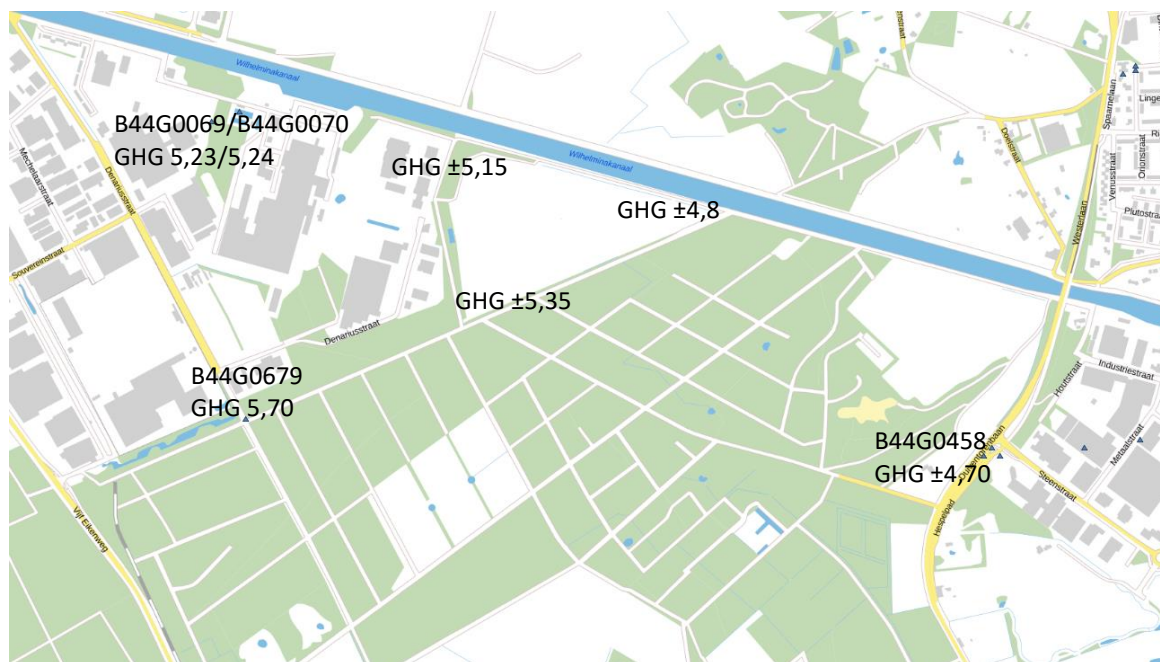 Wilhelminakanaal
B44G0069/B44G0070
GHG 5,23/5,24
GHG ±5,15
Wilhelminakanaal
GHG ±4,8
GHG ±5,35
B44G0679
GHG 5,70
B44G0458
GHG ±4,70
Mechelaarstraat
Denariusstraat
Souvereinstraat
Denariusstraat
Vijf Eikenweg
Doelstraat
Spaarnelaan
Venusstraat
Orionstraat
Plutostraat
Westerlaan
Industriestraat
Houtstraat
Metaalstraat
Steenstraat
Hespelpad